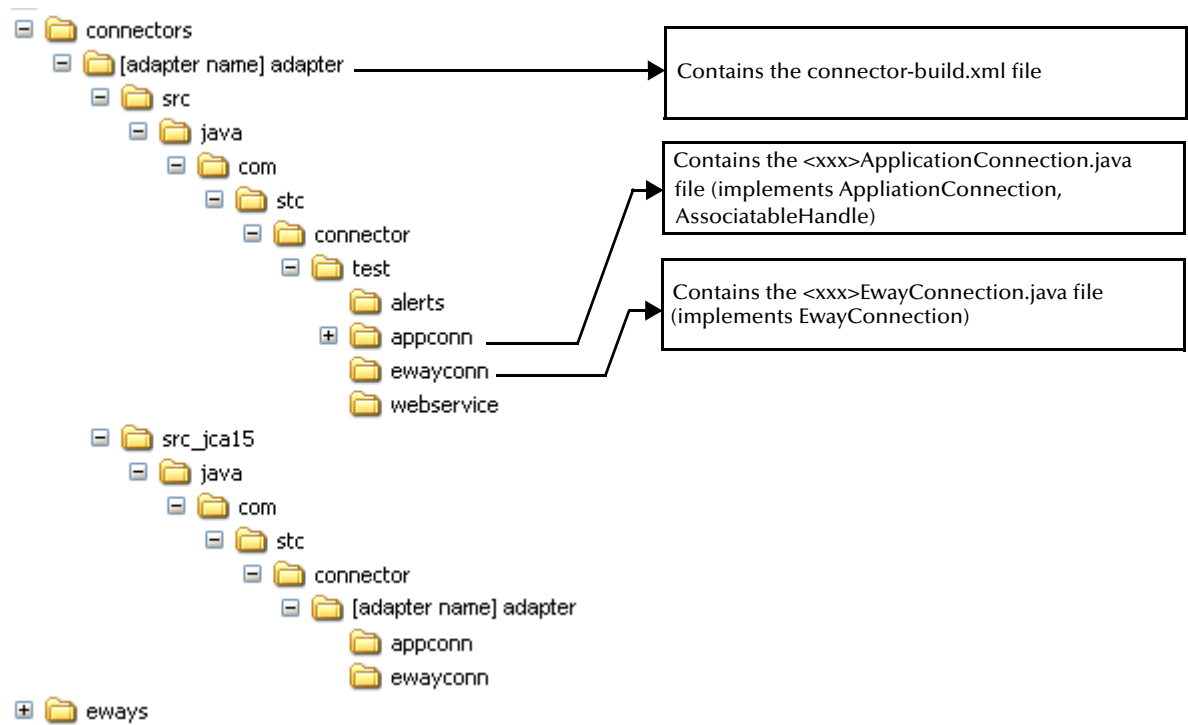 connectors
[adapter name] adapter
Contains the connector-build.xml file
src
java
com
Contains the <xxx>ApplicationConnection.java
file (implements AppliationConnection,
AssociatableHandle)
stc
connector
test
alerts
Contains the <xxx>EwayConnection.java file
(implements EwayConnection)
appconn
ewayconn
webservice
src_jca15
java
com
stc
connector
[adapter name] adapter
appconn
ewayconn
eways